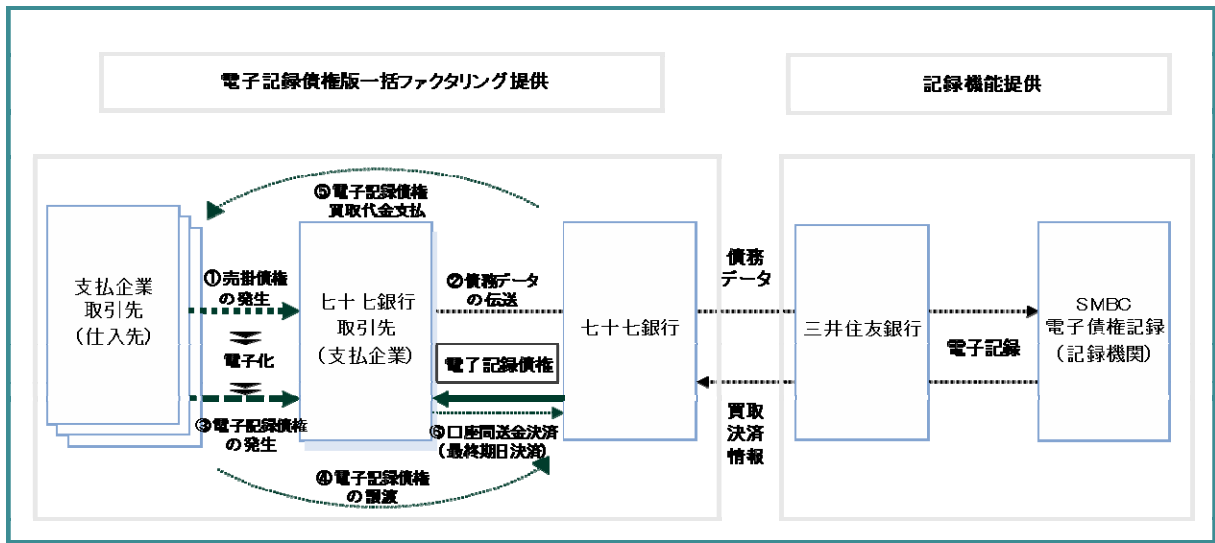 電子記録債権版一括ファクタリング提供
記録機能提供
⑤電子記録債権
買取代金支払
支払企業
取引先
(仕入先)
①売掛債権
の発生
電子化
③電子記録債権
の発生
七十七銀行
取引先
(支払企業)
②債務データ
の伝送
電子記録債権
⑥口座間送金決済
(最終期日決済)
④電子記録債権
の譲渡
七十七銀行
債務
データ
買取
決済
情報
三井住友銀行
電子記録
SMBC
電子債権記録
(記録機関)